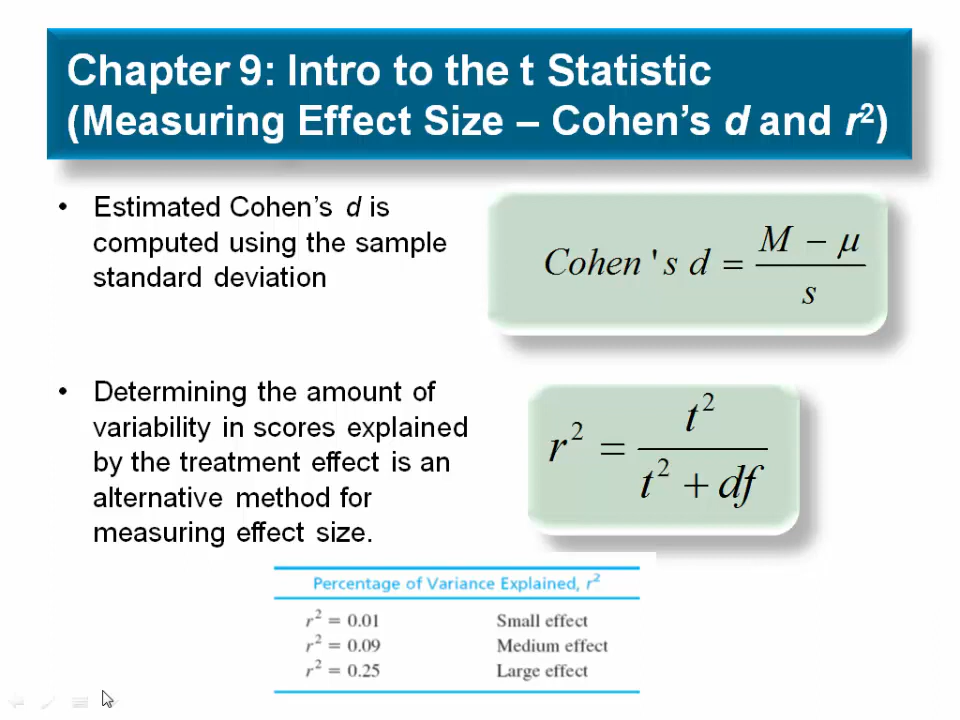 Chapter 9: Intro to the t Statistic
(Measuring Effect Size – Cohen's d and r²)
• Estimated Cohen's d is
computed using the sample
standard deviation
Cohen 's d = (M − μ) / s
• Determining the amount of
variability in scores explained
by the treatment effect is an
alternative method for
measuring effect size.
r² = t² / (t² + df)
Percentage of Variance Explained, r²
r² = 0.01 Small effect
r² = 0.09 Medium effect
r² = 0.25 Large effect